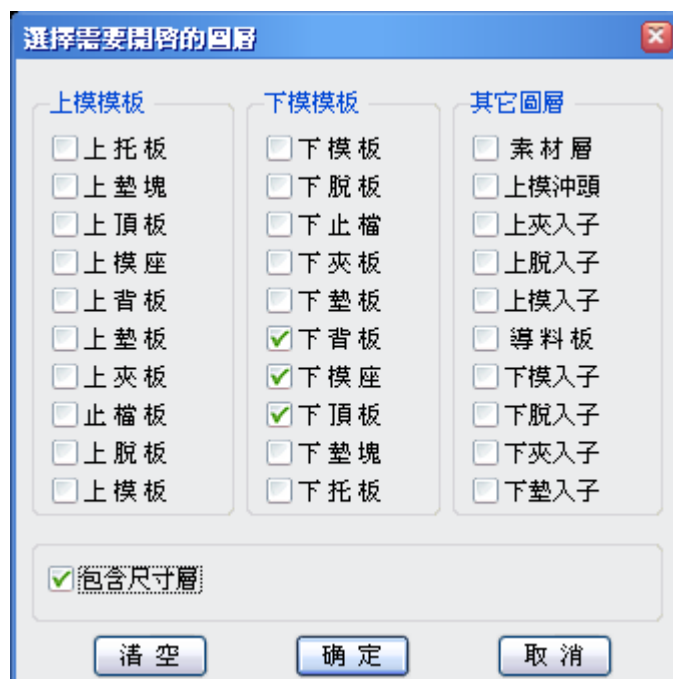 選擇需要開啓的圖層
上模模板
上托板
上墊塊
上頂板
上模座
上背板
上墊板
上夾板
止檔板
上脫板
上模板
下模模板
下模板
下脫板
下止檔
下夾板
下墊板
下背板
下模座
下頂板
下墊塊
下托板
其它圖層
素材層
上模沖頭
上夾入子
上脫入子
上模入子
導料板
下模入子
下脫入子
下夾入子
下墊入子
包含尺寸層
清空
确定
取消